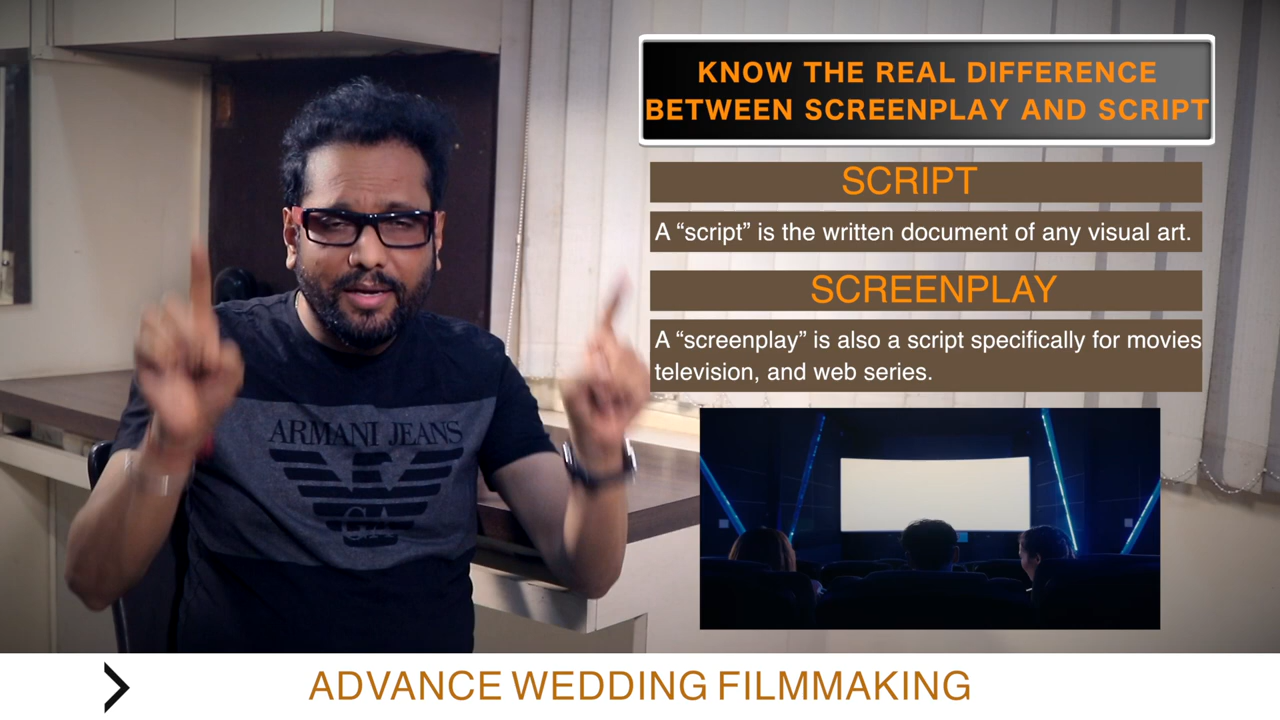 KNOW THE REAL DIFFERENCE
BETWEEN SCREENPLAY AND SCRIPT
SCRIPT
A “script” is the written document of any visual art.
SCREENPLAY
A “screenplay” is also a script specifically for movies
television, and web series.
ARMANI JEANS
GA
ADVANCE WEDDING FILMMAKING